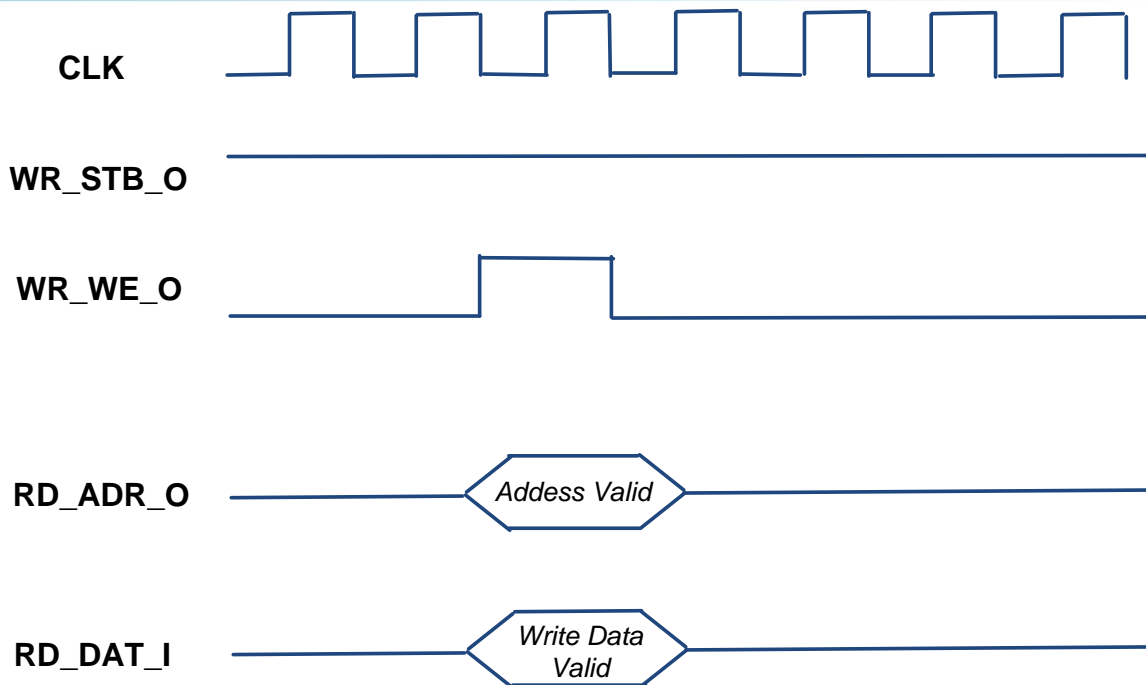 CLK
WR_STB_O
WR_WE_O
RD_ADR_O
Addess Valid
RD_DAT_I
Write Data
Valid